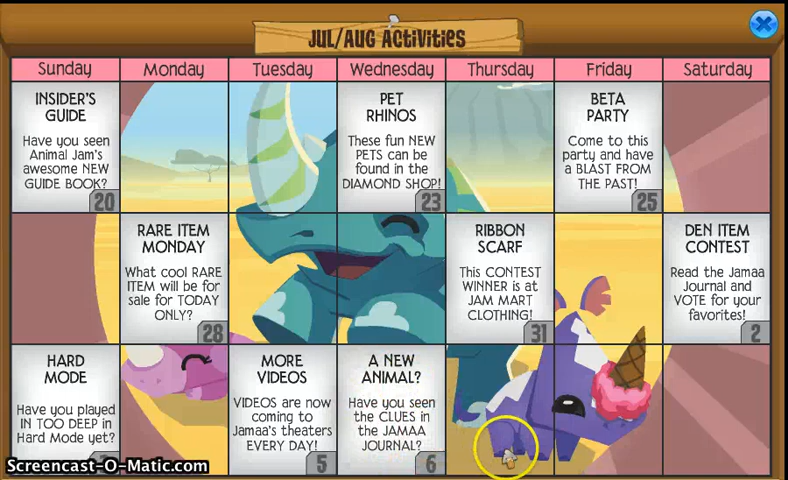 JUL/AUG ACTIVITIES
Sunday Monday Tuesday Wednesday Thursday Friday Saturday
INSIDER'S
GUIDE
Have you seen
Animal Jam's
awesome NEW
GUIDE BOOK?
20
PET
RHINOS
These fun NEW
PETS can be
found in the
DIAMOND SHOP!
23
BETA
PARTY
Come to this
party and have
a BLAST FROM
THE PAST!
25
RARE ITEM
MONDAY
What cool RARE
ITEM will be for
sale for TODAY
ONLY?
28
RIBBON
SCARF
This CONTEST
WINNER is at
JAM MART
CLOTHING!
31
DEN ITEM
CONTEST
Read the Jamaa
Journal and
VOTE for your
favorites!
2
HARD
MODE
Have you played
IN TOO DEEP in
Hard Mode yet?
MORE
VIDEOS
VIDEOS are now
coming to
Jamaa's theaters
EVERY DAY!
5
A NEW
ANIMAL?
Have you seen
the CLUES in
the JAMAA
JOURNAL?
6
Screencast-O-Matic.com